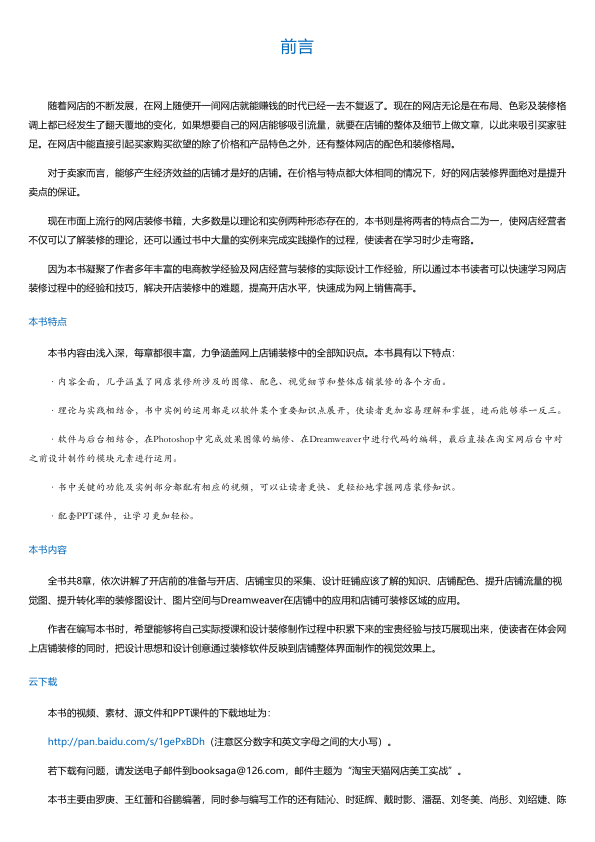 前言
随着网店的不断发展，在网上随便开一间网店就能赚钱的时代已经一去不复返了。现在的网店无论是在布局、色彩及装修格
调上都已经发生了翻天覆地的变化，如果想要自己的网店能够吸引流量，就要在店铺的整体及细节上做文章，以此来吸引买家驻
足。在网店中能直接引起买家购买欲望的除了价格和产品特色之外，还有整体网店的配色和装修格局。
对于卖家而言，能够产生经济效益的店铺才是好的店铺。在价格与特点都大体相同的情况下，好的网店装修界面绝对是提升
卖点的保证。
现在市面上流行的网店装修书籍，大多数是以理论和实例两种形态存在的，本书则是将两者的特点合二为一，使网店经营者
不仅可以了解装修的理论，还可以通过书中大量的实例来完成实践操作的过程，使读者在学习时少走弯路。
因为本书凝聚了作者多年丰富的电商教学经验及网店经营与装修的实际设计工作经验，所以通过本书读者可以快速学习网店
装修过程中的经验和技巧，解决开店装修中的难题，提高开店水平，快速成为网上销售高手。
本书特点
本书内容由浅入深，每章都很丰富，力争涵盖网上店铺装修中的全部知识点。本书具有以下特点：
·内容全面，几乎涵盖了网店装修所涉及的图像、配色、视觉细节和整体店铺装修的各个方面。
·理论与实践相结合，书中实例的运用都是以软件某个重要知识点展开，使读者更加容易理解和掌握，进而能够举一反三。
·软件与后台相结合，在Photoshop中完成效果图像的编修、在Dreamweaver中进行代码的编辑，最后直接在淘宝网后台中对
之前设计制作的模块元素进行运用。
·书中关键的功能及实例部分都配有相应的视频，可以让读者更快、更轻松地掌握网店装修知识。
·配套PPT课件，让学习更加轻松。
本书内容
全书共8章，依次讲解了开店前的准备与开店、店铺宝贝的采集、设计旺铺应该了解的知识、店铺配色、提升店铺流量的视
觉图、提升转化率的装修图设计、图片空间与Dreamweaver在店铺中的应用和店铺可装修区域的应用。
作者在编写本书时，希望能够将自己实际授课和设计装修制作过程中积累下来的宝贵经验与技巧展现出来，使读者在体会网
上店铺装修的同时，把设计思想和设计创意通过装修软件反映到店铺整体界面制作的视觉效果上。
云下载
本书的视频、素材、源文件和PPT课件的下载地址为：
http://pan.baidu.com/s/1gePxBDh（注意区分数字和英文字母之间的大小写）。
若下载有问题，请发送电子邮件到booksaga@126.com，邮件主题为“淘宝天猫网店美工实战”。
本书主要由罗庚、王红蕾和谷鹏编著，同时参与编写工作的还有陆沁、时延辉、戴时影、潘磊、刘冬美、尚彤、刘绍婕、陈